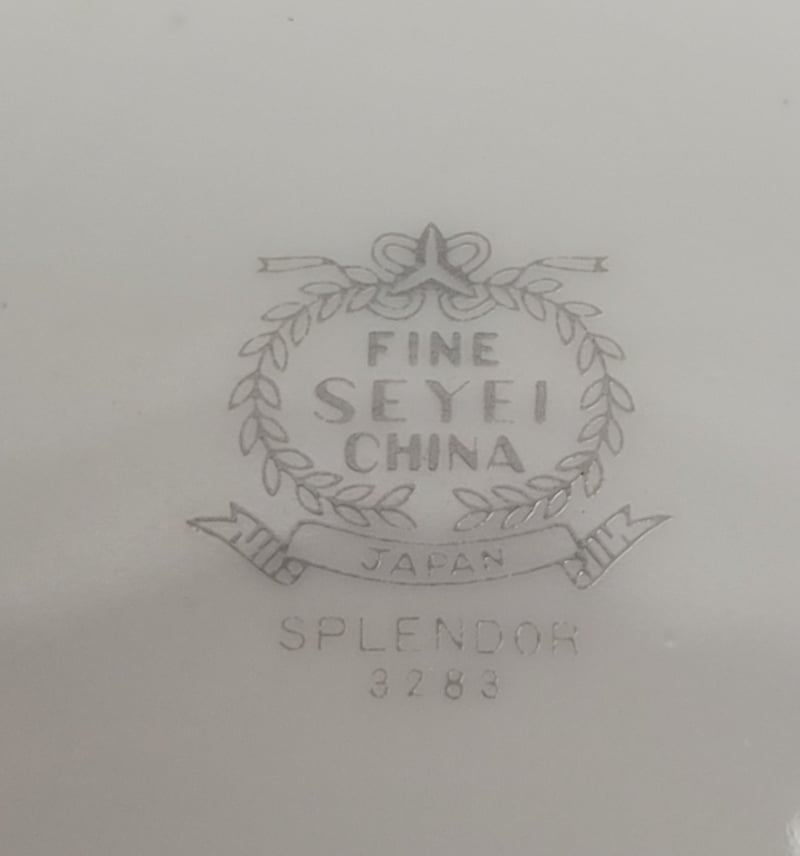 FINE
SEYEI
CHINA
JAPAN
SPLENDOR
3283